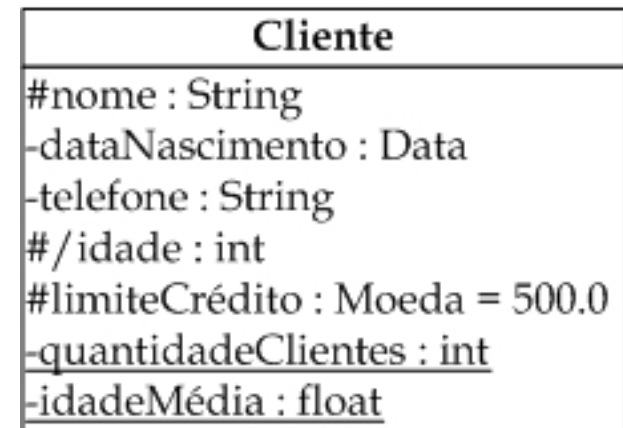 Cliente
#nome : String
-dataNascimento : Data
-telefone : String
#/idade : int
#limiteCrédito : Moeda = 500.0
-quantidadeClientes : int
-idadeMédia : float